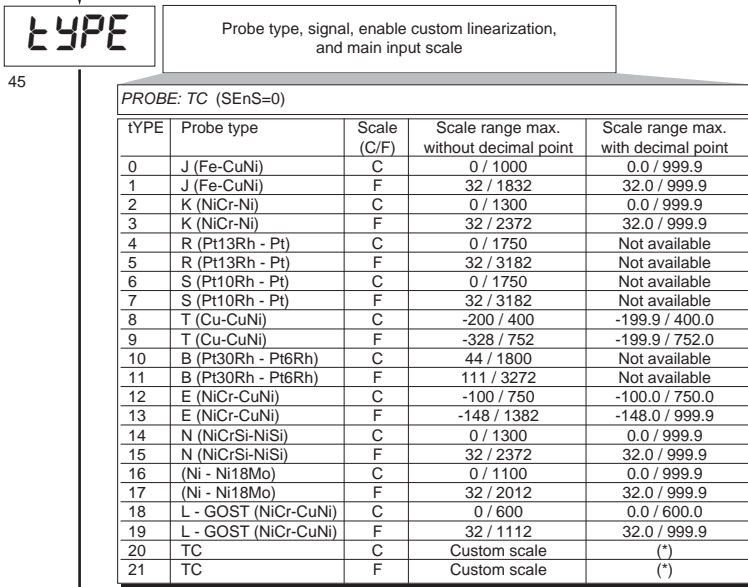 tYPE
Probe type, signal, enable custom linearization,
and main input scale
45
PROBE: TC (SEnS=0)
tYPE Probe type Scale (C/F) Scale range max. without decimal point Scale range max. with decimal point
0 J (Fe-CuNi) C 0 / 1000 0.0 / 999.9
1 J (Fe-CuNi) F 32 / 1832 32.0 / 999.9
2 K (NiCr-Ni) C 0 / 1300 0.0 / 999.9
3 K (NiCr-Ni) F 32 / 2372 32.0 / 999.9
4 R (Pt13Rh - Pt) C 0 / 1750 Not available
5 R (Pt13Rh - Pt) F 32 / 3182 Not available
6 S (Pt10Rh - Pt) C 0 / 1750 Not available
7 S (Pt10Rh - Pt) F 32 / 3182 Not available
8 T (Cu-CuNi) C -200 / 400 -199.9 / 400.0
9 T (Cu-CuNi) F -328 / 752 -199.9 / 752.0
10 B (Pt30Rh - Pt6Rh) C 44 / 1800 Not available
11 B (Pt30Rh - Pt6Rh) F 111 / 3272 Not available
12 E (NiCr-CuNi) C -100 / 750 -100.0 / 750.0
13 E (NiCr-CuNi) F -148 / 1382 -148.0 / 999.9
14 N (NiCrSi-NiSi) C 0 / 1300 0.0 / 999.9
15 N (NiCrSi-NiSi) F 32 / 2372 32.0 / 999.9
16 (Ni - Ni18Mo) C 0 / 1100 0.0 / 999.9
17 (Ni - Ni18Mo) F 32 / 2012 32.0 / 999.9
18 L - GOST (NiCr-CuNi) C 0 / 600 0.0 / 600.0
19 L - GOST (NiCr-CuNi) F 32 / 1112 32.0 / 999.9
20 TC C Custom scale (*)
21 TC F Custom scale (*)